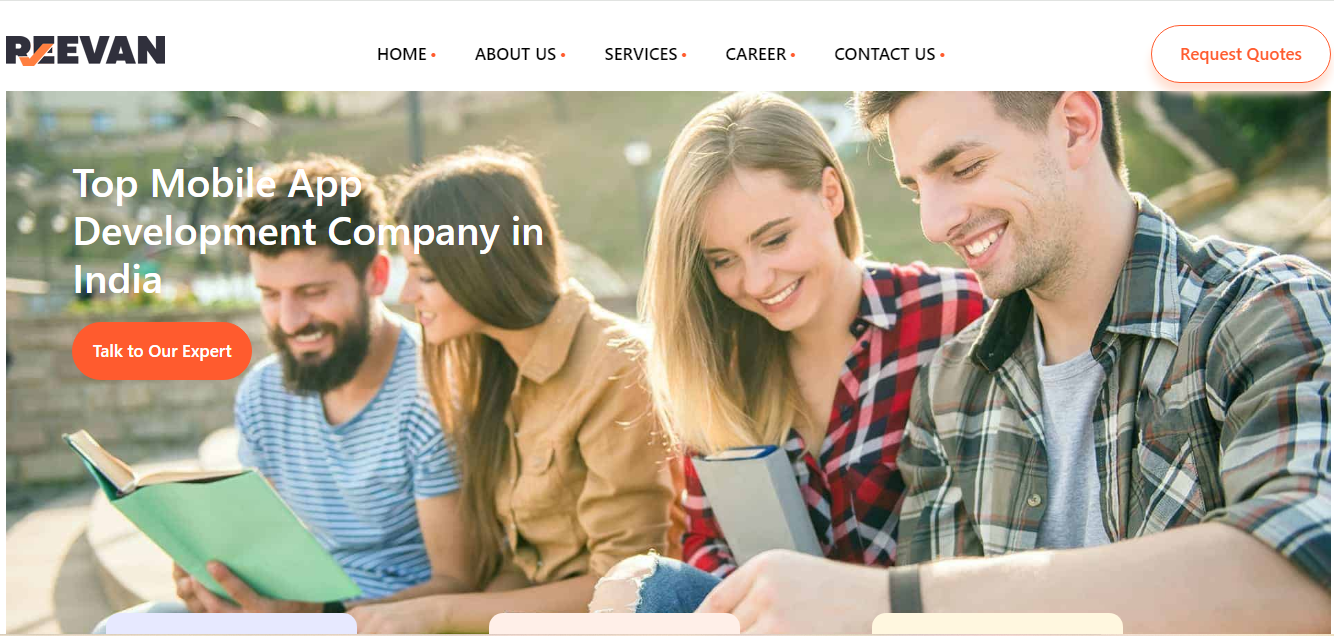 REEVAN
HOME
ABOUT US
SERVICES
CAREER
CONTACT US
Request Quotes
Top Mobile App
Development Company in
India
Talk to Our Expert